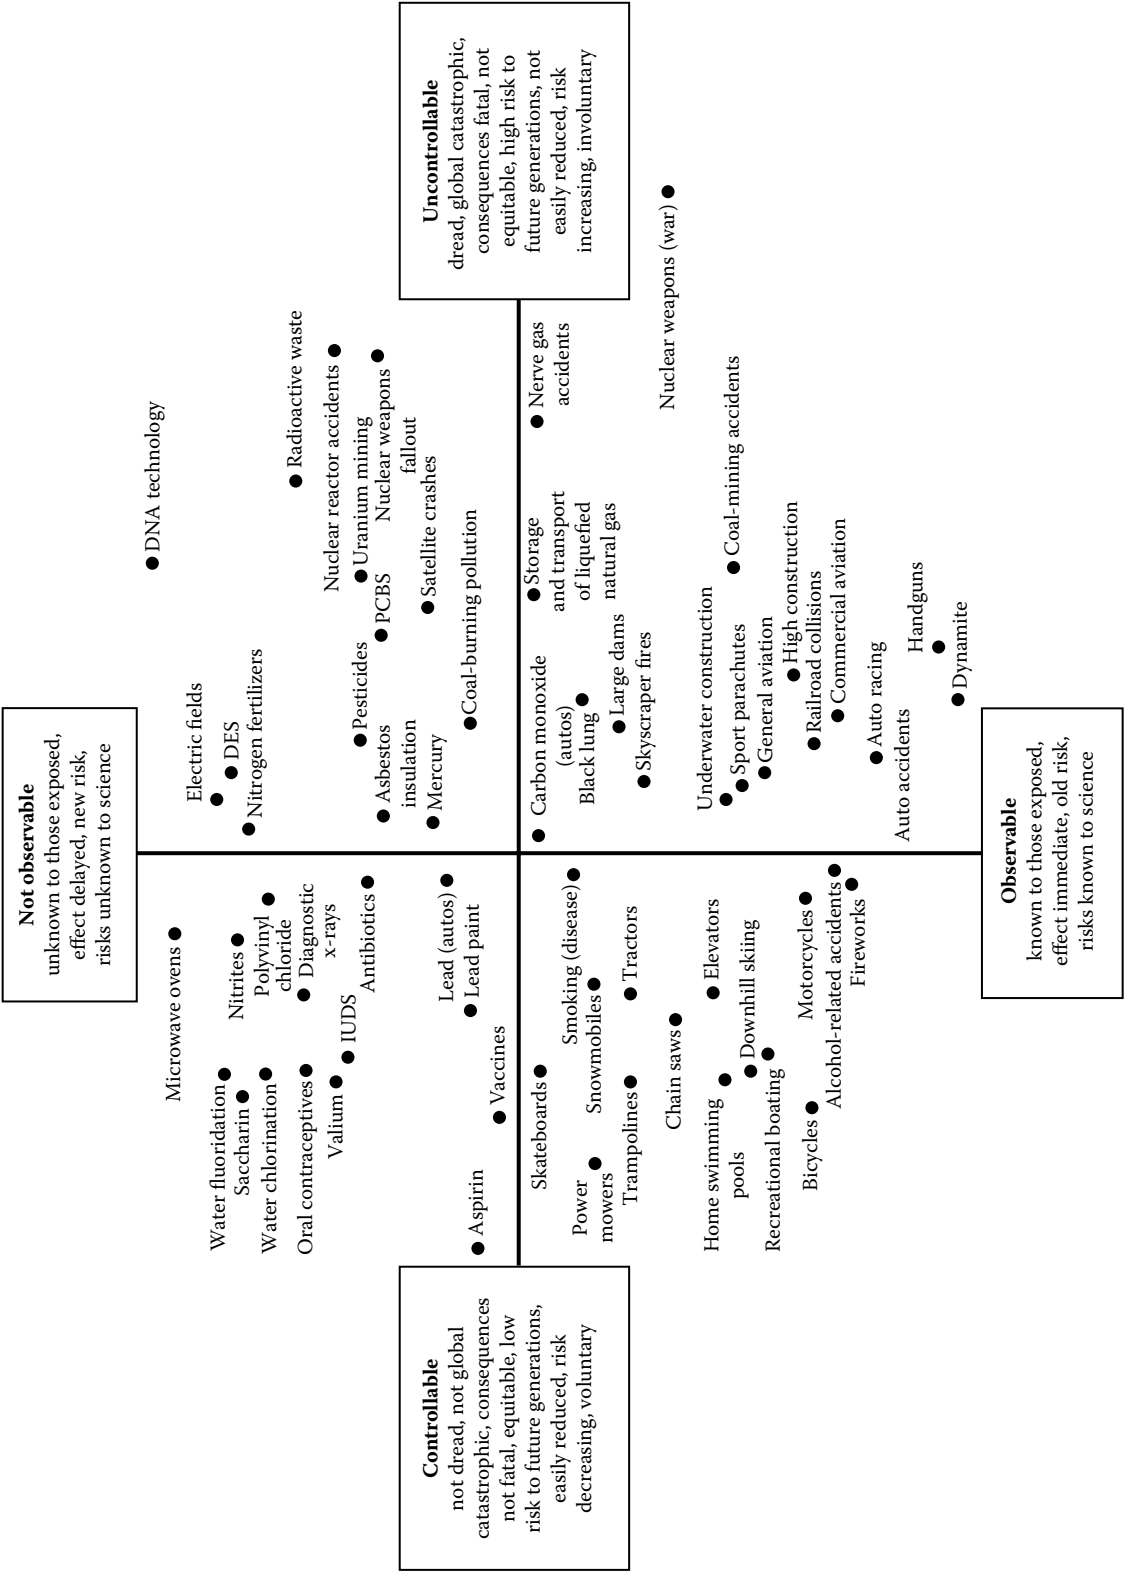 Not observable
unknown to those exposed,
effect delayed, new risk,
risks unknown to science
Microwave ovens
Water fluoridation
Saccharin
Nitrites
Water chlorination
Polyvinyl
chloride
Oral contraceptives
Diagnostic
x-rays
Valium
IUDS
Antibiotics
Lead (autos)
Lead paint
Vaccines
Aspirin
DNA technology
Electric fields
DES
Nitrogen fertilizers
Radioactive waste
Nuclear reactor accidents
Uranium mining
Pesticides
PCBS
Nuclear weapons
fallout
Asbestos
insulation
Satellite crashes
Mercury
Coal-burning pollution
Controllable
not dread, not global
catastrophic, consequences
not fatal, equitable, low
risk to future generations,
easily reduced, risk
decreasing, voluntary
Uncontrollable
dread, global catastrophic,
consequences fatal, not
equitable, high risk to
future generations, not
easily reduced, risk
increasing, involuntary
Skateboards
Smoking (disease)
Power
mowers
Snowmobiles
Trampolines
Tractors
Chain saws
Home swimming
pools
Elevators
Downhill skiing
Recreational boating
Motorcycles
Bicycles
Alcohol-related accidents
Fireworks
Carbon monoxide
(autos)
Storage
and transport
of liquefied
natural gas
Nerve gas
accidents
Black lung
Large dams
Skyscraper fires
Nuclear weapons (war)
Underwater construction
Coal-mining accidents
Sport parachutes
General aviation
High construction
Railroad collisions
Commercial aviation
Auto racing
Auto accidents
Handguns
Dynamite
Observable
known to those exposed,
effect immediate, old risk,
risks known to science